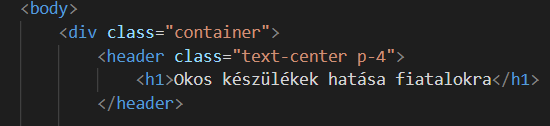 <body>
<div class="container">
<header class="text-center p-4">
<h1>Okos készülékek hatása fiatalokra</h1>
</header>